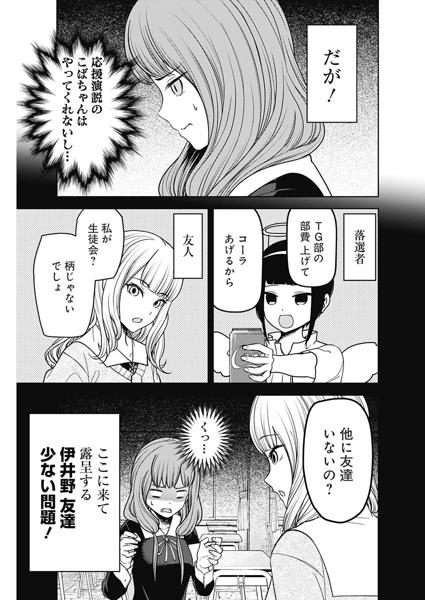 だが！
応援演説の
こばちゃんは
やってくれないし…
落選者
ＴＧ部の
部費 上げて
コーラ
あげるから
友人
私が
生徒会？
柄じゃない
でしょ
他に友達
いないの？
くっ…
ここに来て
露呈する
伊井野 友達
少ない問題！